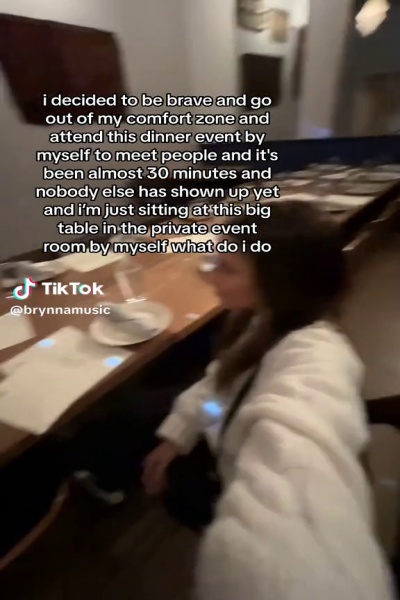 i decided to be brave and go
out of my comfort zone and
attend this dinner event by
myself to meet people and it's
been almost 30 minutes and
nobody else has shown up yet
and i'm just sitting at this big
table in the private event
room by myself what do i do
TikTok
@brynnamusic